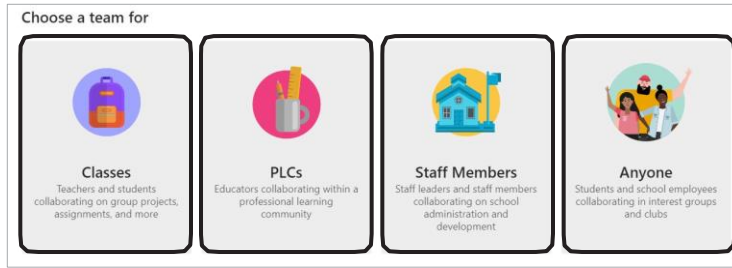 Choose a team for
Classes
Teachers and students
collaborating on group projects,
assignments, and more
PLCs
Educators collaborating within a
professional learning
community
Staff Members
Staff leaders and staff members
collaborating on school
administration and
development
Anyone
Students and school employees
collaborating in interest groups
and clubs